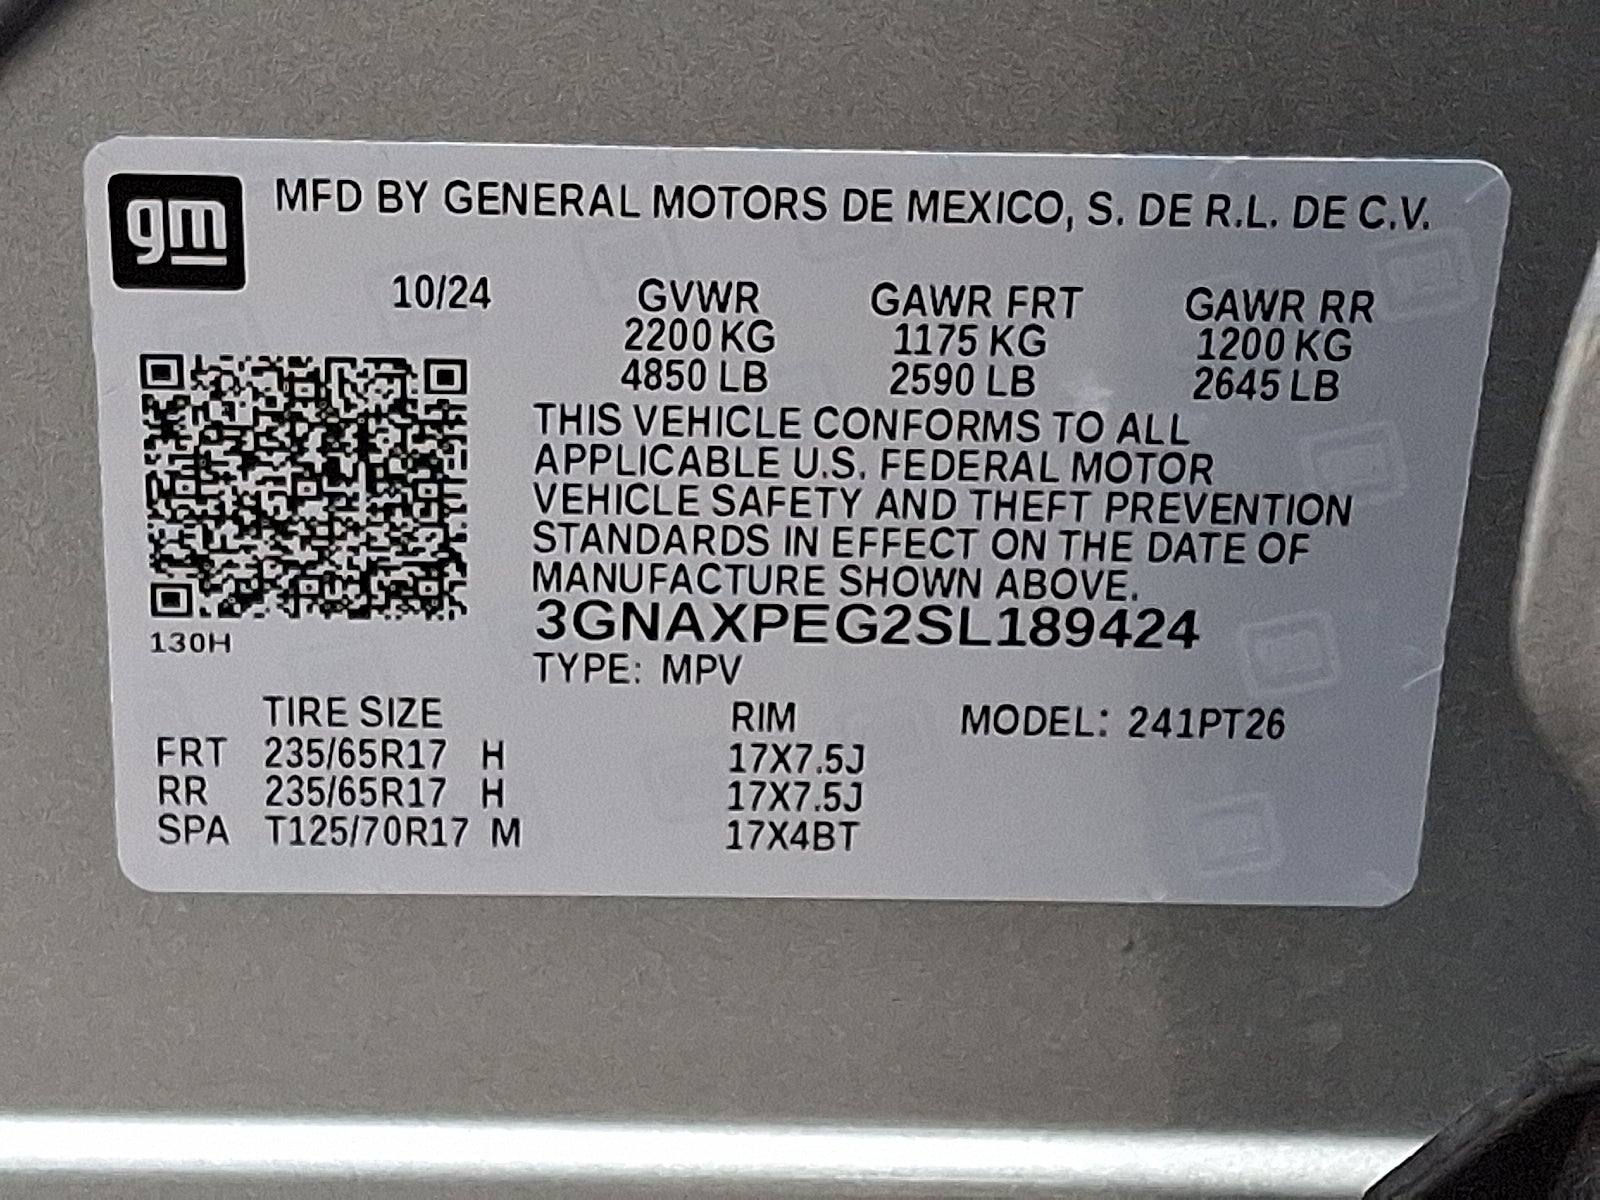 gm
MFD BY GENERAL MOTORS DE MEXICO, S. DE R.L. DE C.V.
10/24 GVWR GAWR FRT GAWR RR
2200 KG 1175 KG 1200 KG
4850 LB 2590 LB 2645 LB
THIS VEHICLE CONFORMS TO ALL
APPLICABLE U.S. FEDERAL MOTOR
VEHICLE SAFETY AND THEFT PREVENTION
STANDARDS IN EFFECT ON THE DATE OF
MANUFACTURE SHOWN ABOVE.
3GNAXPEG2SL189424
130H
TYPE: MPV
TIRE SIZE RIM MODEL: 241PT26
FRT 235/65R17 H 17X7.5J
RR 235/65R17 H 17X7.5J
SPA T125/70R17 M 17X4BT